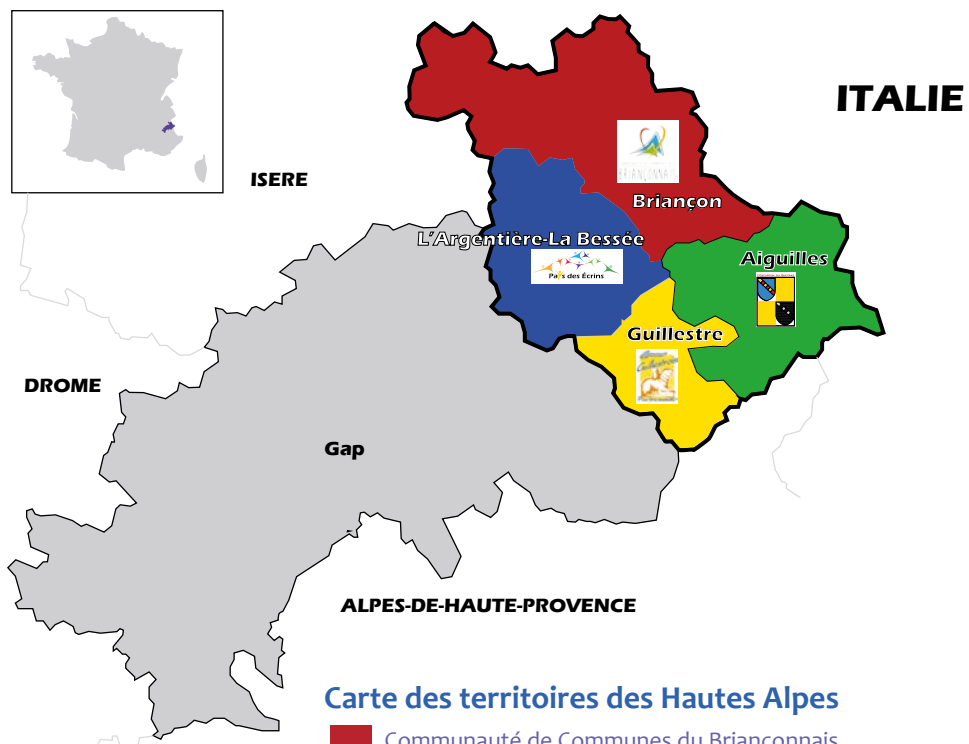 ITALIE
ISERE
BRIANÇONNAIS
Briançon
L'Argentière-La Bessée
Aiguilles
Pays des Écrins
Guillestre
DROME
Gap
ALPES-DE-HAUTE-PROVENCE
Carte des territoires des Hautes Alpes
Communauté de Communes du Briançonnais